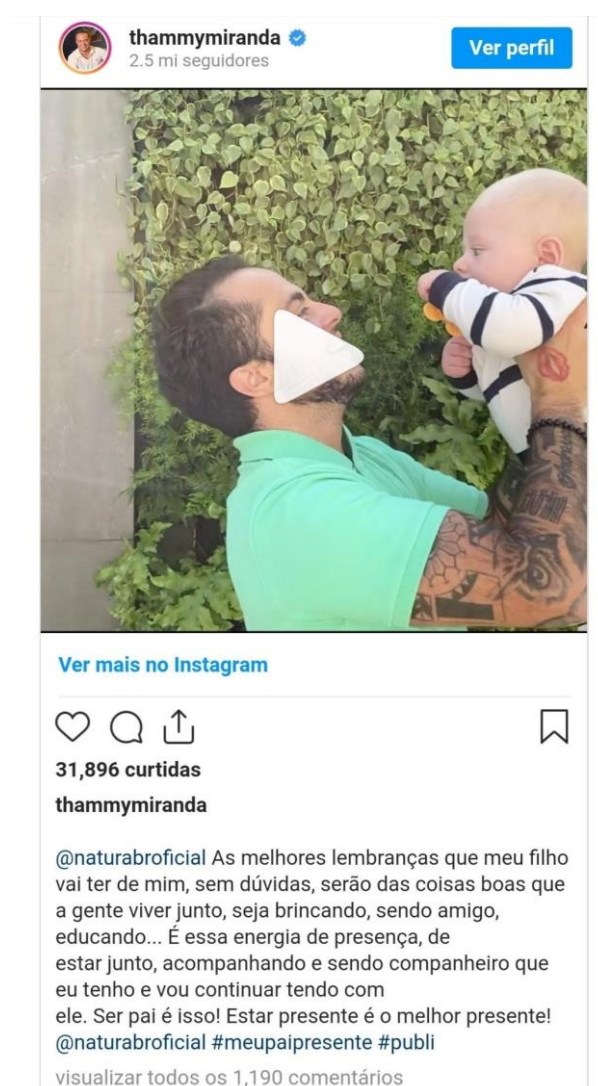 thammymiranda
2.5 mi seguidores
Ver perfil
Ver mais no Instagram
31,896 curtidas
thammymiranda
@naturabroficial As melhores lembranças que meu filho
vai ter de mim, sem dúvidas, serão das coisas boas que
a gente viver junto, seja brincando, sendo amigo,
educando... É essa energia de presença, de
estar junto, acompanhando e sendo companheiro que
eu tenho e vou continuar tendo com
ele. Ser pai é isso! Estar presente é o melhor presente!
@naturabroficial #meupaipresente #publi
visualizar todos os 1,190 comentários